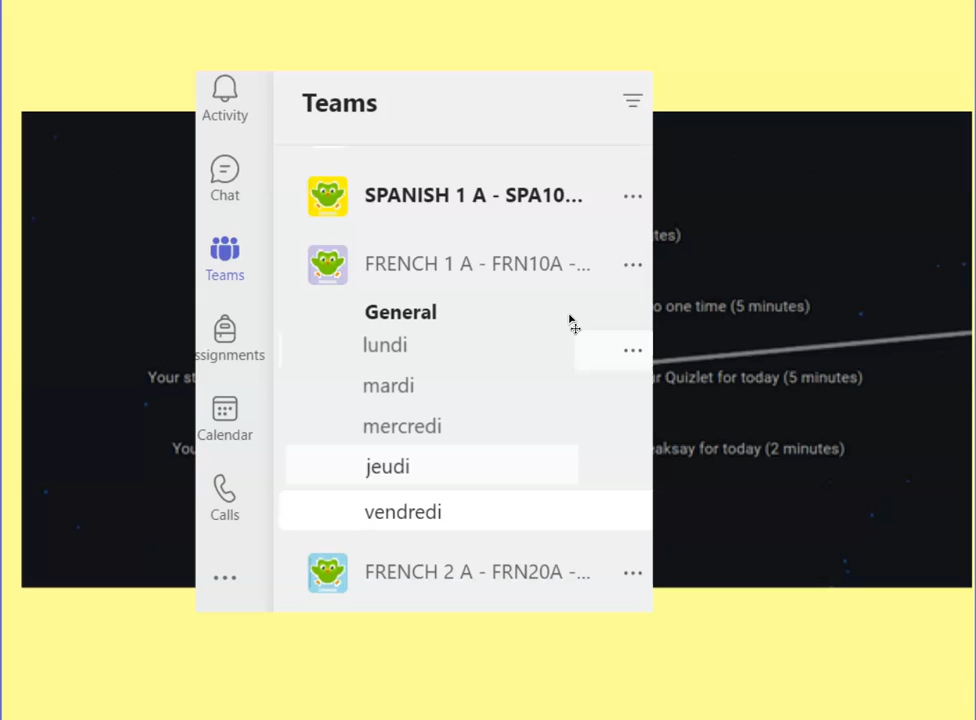 Activity
Chat
Teams
ssignments
Calendar
Calls
Teams
SPANISH 1 A - SPA10...
FRENCH 1 A - FRN10A -...
General
lundi
mardi
mercredi
jeudi
vendredi
FRENCH 2 A - FRN20A -...
tes)
o one time (5 minutes)
Your st
r Quizlet for today (5 minutes)
You
eaksay for today (2 minutes)